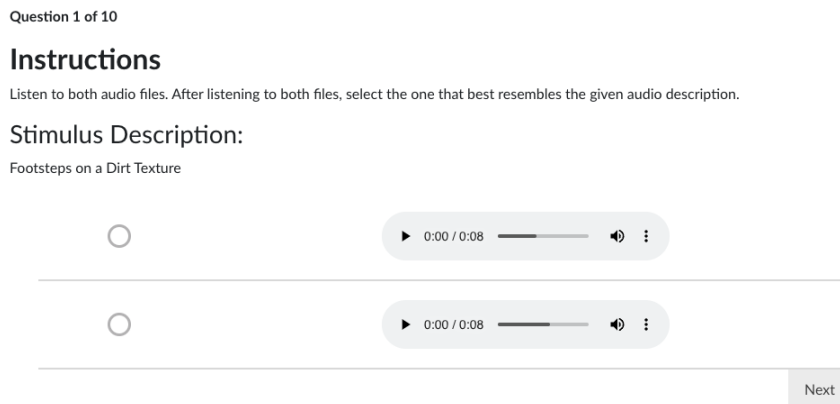 Question 1 of 10
Instructions
Listen to both audio files. After listening to both files, select the one that best resembles the given audio description.
Stimulus Description:
Footsteps on a Dirt Texture
0:00 / 0:08
0:00 / 0:08
Next